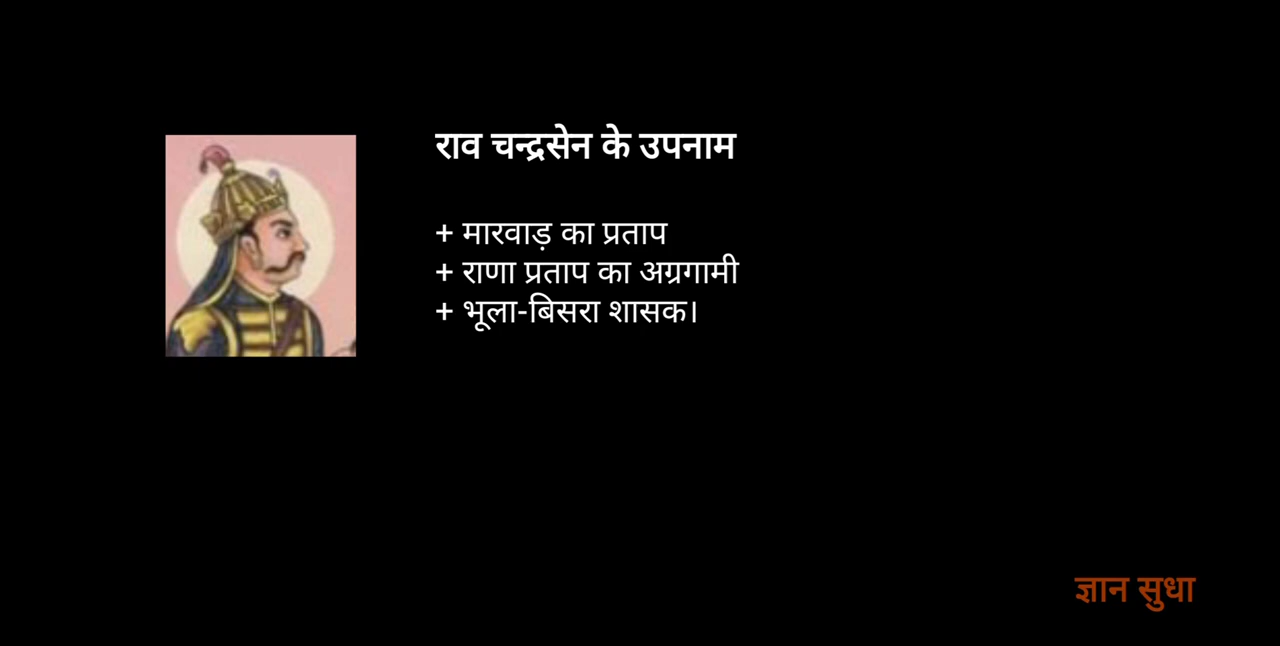 राव चन्द्रसेन के उपनाम
+ मारवाड़ का प्रताप
+ राणा प्रताप का अग्रगामी
+ भूला-बिसरा शासक।
ज्ञान सुधा